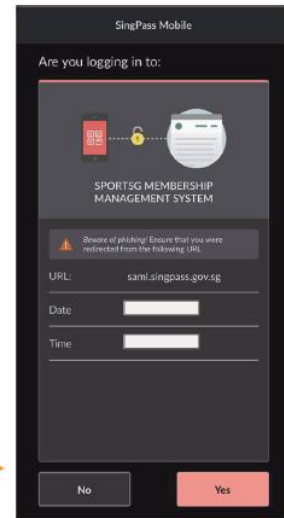 SingPass Mobile
Are you logging in to:
SPORTSG MEMBERSHIP
MANAGEMENT SYSTEM
Beware of phishing! Ensure that you were
redirected from the following URL
URL: saml.singpass.gov.sg
Date
Time
No Yes